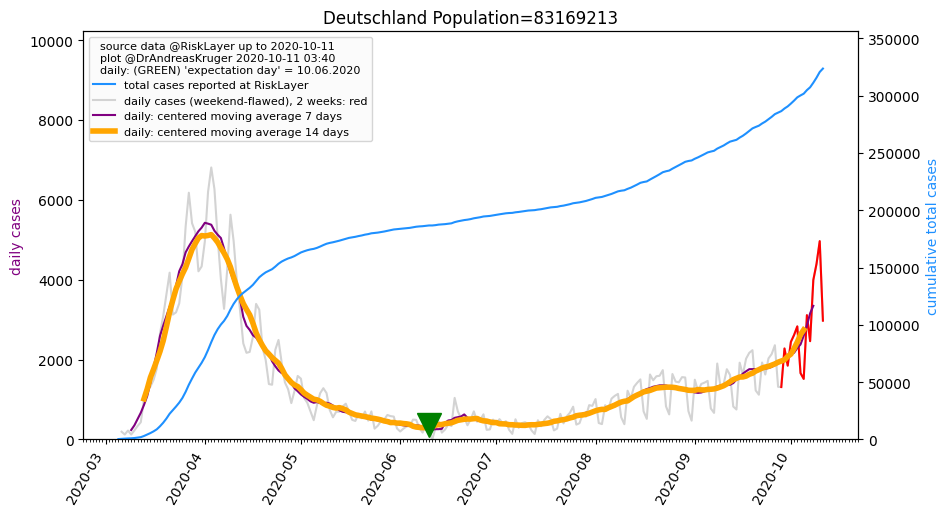 Deutschland Population=83169213
source data @RiskLayer up to 2020-10-11
plot @DrAndreasKruger 2020-10-11 03:40
daily: (GREEN) 'expectation day' = 10.06.2020
total cases reported at RiskLayer
daily cases (weekend-flawed), 2 weeks: red
daily: centered moving average 7 days
daily: centered moving average 14 days
daily cases
10000
8000
6000
4000
2000
0
350000
300000
250000
200000
150000
100000
50000
0
cumulative total cases
2020-03
2020-04
2020-05
2020-06
2020-07
2020-08
2020-09
2020-10